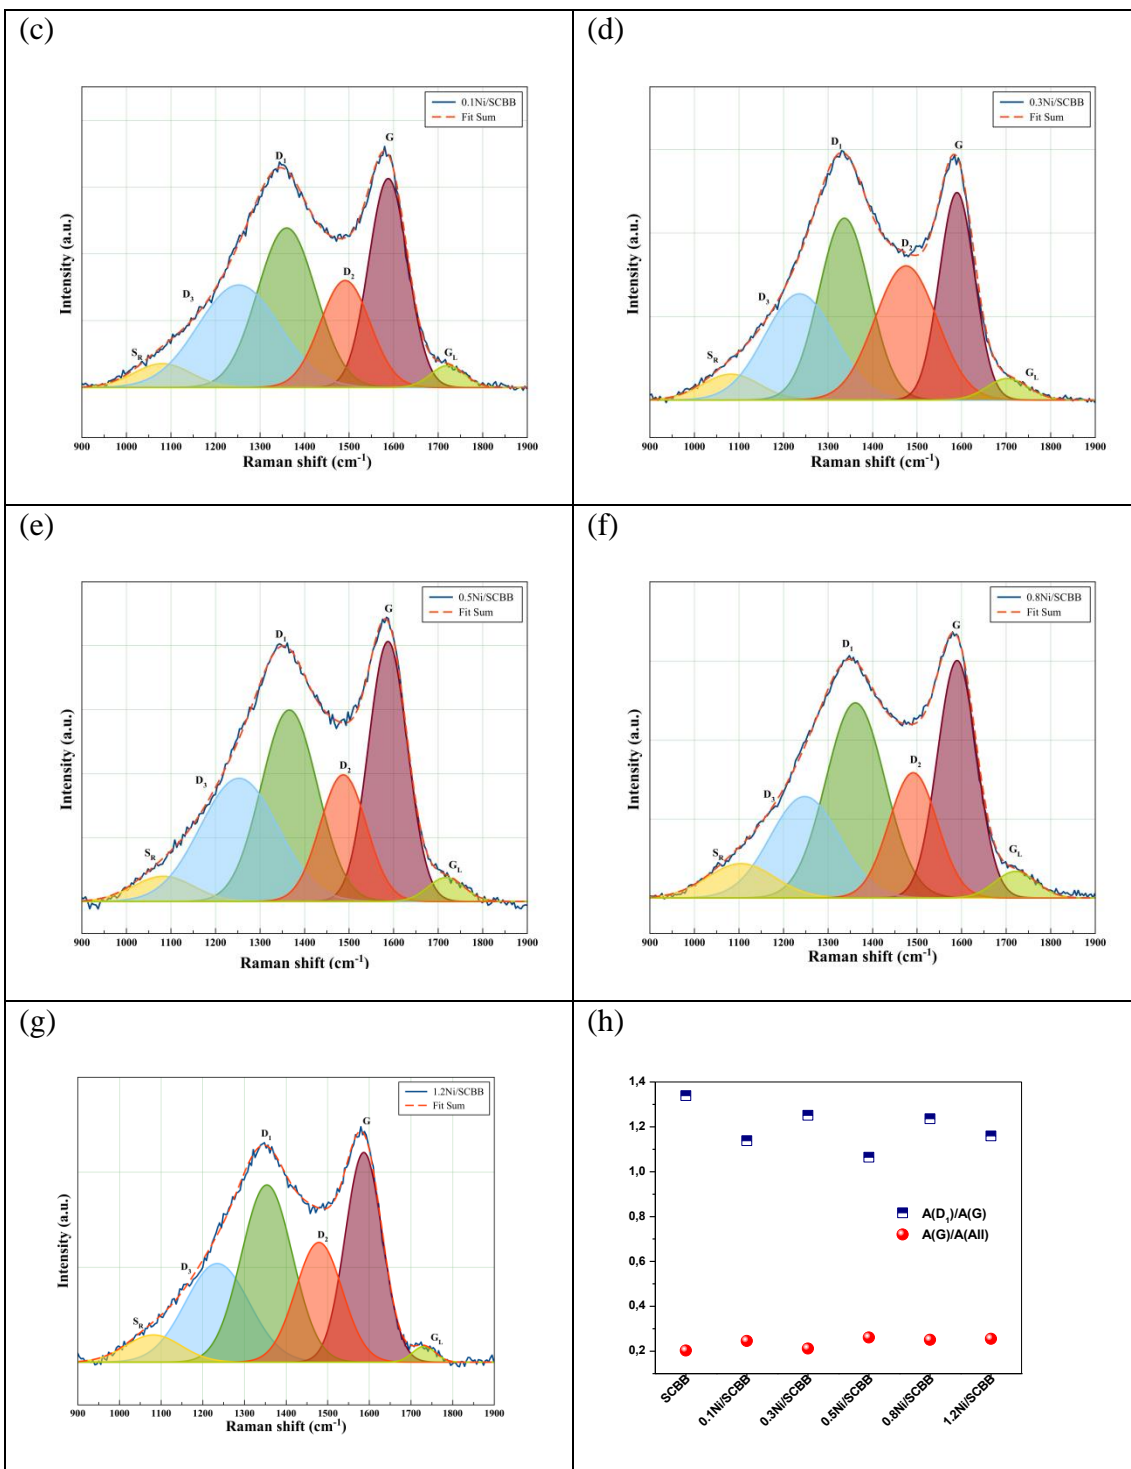 (c)
0.1Ni/SCBB
Fit Sum
G
D1
D2
D3
SR
GL
Intensity (a.u.)
900 1000 1100 1200 1300 1400 1500 1600 1700 1800 1900
Raman shift (cm-1)
(d)
0.3Ni/SCBB
Fit Sum
D1
G
D2
D3
SR
GL
Intensity (a.u.)
900 1000 1100 1200 1300 1400 1500 1600 1700 1800 1900
Raman shift (cm-1)
(e)
0.5Ni/SCBB
Fit Sum
G
D1
D2
D3
SR
GL
Intensity (a.u.)
900 1000 1100 1200 1300 1400 1500 1600 1700 1800 1900
Raman shift (cm-1)
(f)
0.8Ni/SCBB
Fit Sum
G
D1
D2
D3
SR
GL
Intensity (a.u.)
900 1000 1100 1200 1300 1400 1500 1600 1700 1800 1900
Raman shift (cm-1)
(g)
1.2Ni/SCBB
Fit Sum
G
D1
D2
D3
SR
GL
Intensity (a.u.)
900 1000 1100 1200 1300 1400 1500 1600 1700 1800 1900
Raman shift (cm-1)
(h)
1,4
1,2
1,0
0,8
0,6
0,4
0,2
A(D1)/A(G)
A(G)/A(All)
SCBB
0.1Ni/SCBB
0.3Ni/SCBB
0.5Ni/SCBB
0.8Ni/SCBB
1.2Ni/SCBB